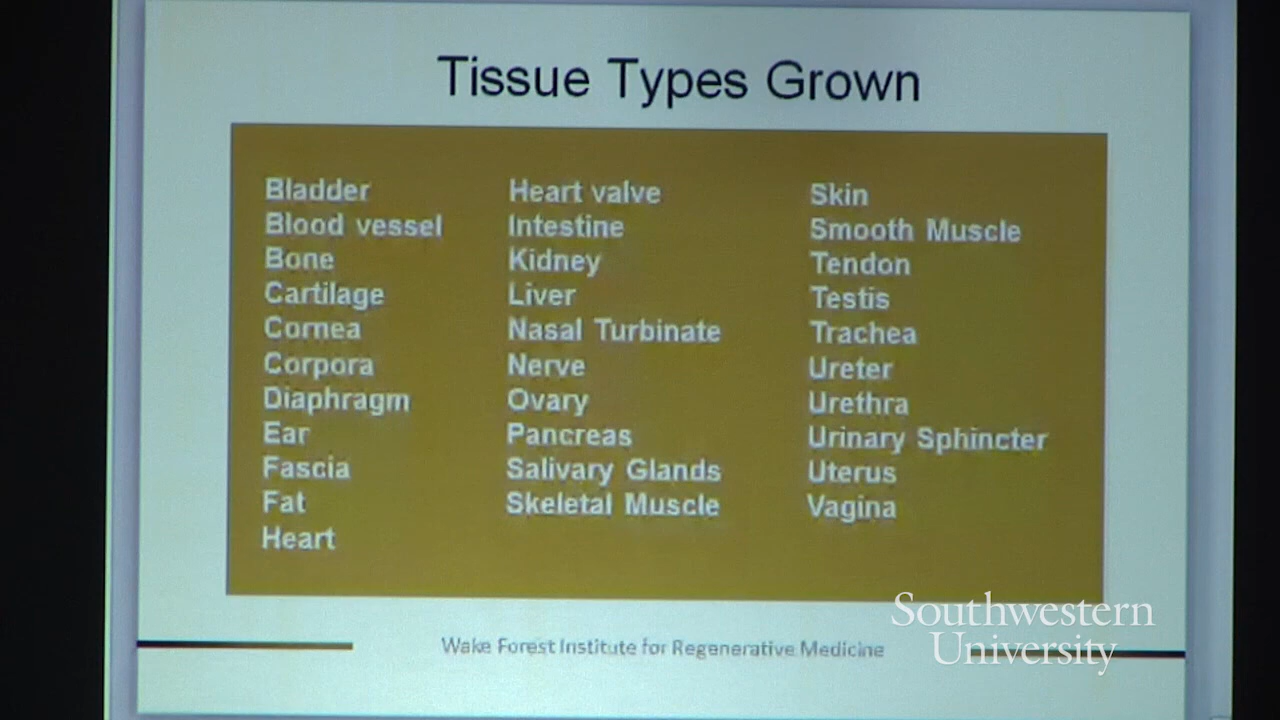 Tissue Types Grown
Bladder
Blood vessel
Bone
Cartilage
Cornea
Corpora
Diaphragm
Ear
Fascia
Fat
Heart
Heart valve
Intestine
Kidney
Liver
Nasal Turbinate
Nerve
Ovary
Pancreas
Salivary Glands
Skeletal Muscle
Skin
Smooth Muscle
Tendon
Testis
Trachea
Ureter
Urethra
Urinary Sphincter
Uterus
Vagina
Wake Forest Institute for Regenerative Medicine
Southwestern
University